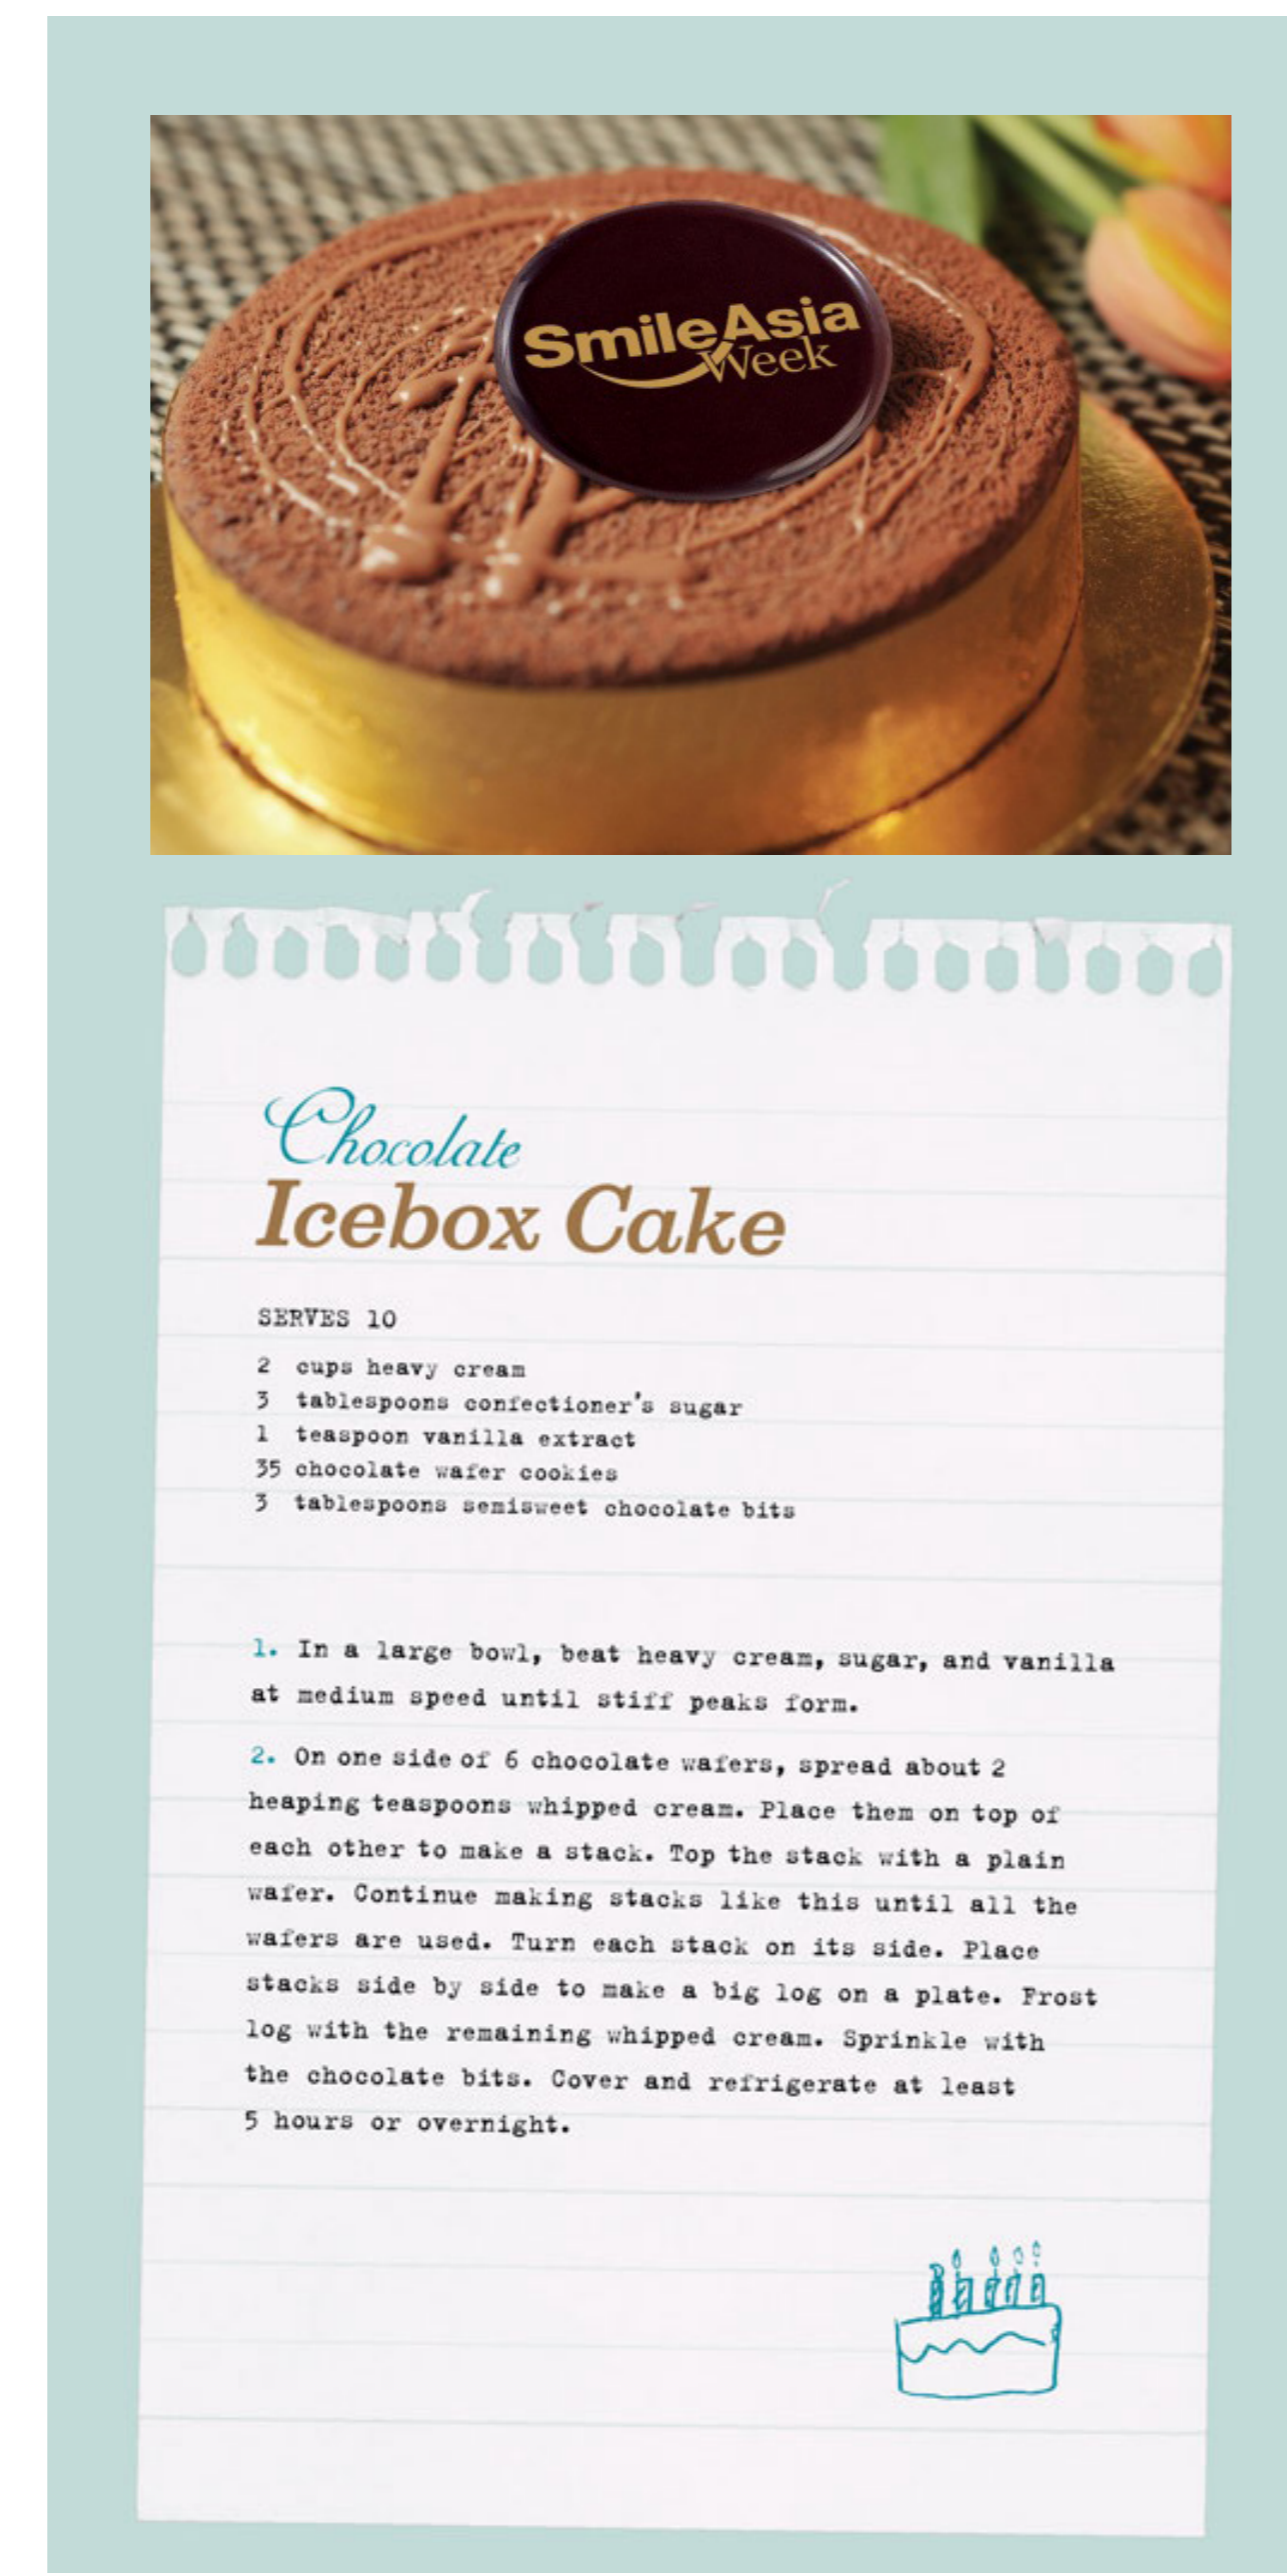 SmileAsia
Week
Chocolate
Icebox Cake
SERVES 10
2 cups heavy cream
3 tablespoons confectioner's sugar
1 teaspoon vanilla extract
35 chocolate wafer cookies
3 tablespoons semisweet chocolate bits
1. In a large bowl, beat heavy cream, sugar, and vanilla
at medium speed until stiff peaks form.
2. On one side of 6 chocolate wafers, spread about 2
heaping teaspoons whipped cream. Place them on top of
each other to make a stack. Top the stack with a plain
wafer. Continue making stacks like this until all the
wafers are used. Turn each stack on its side. Place
stacks side by side to make a big log on a plate. Frost
log with the remaining whipped cream. Sprinkle with
the chocolate bits. Cover and refrigerate at least
5 hours or overnight.